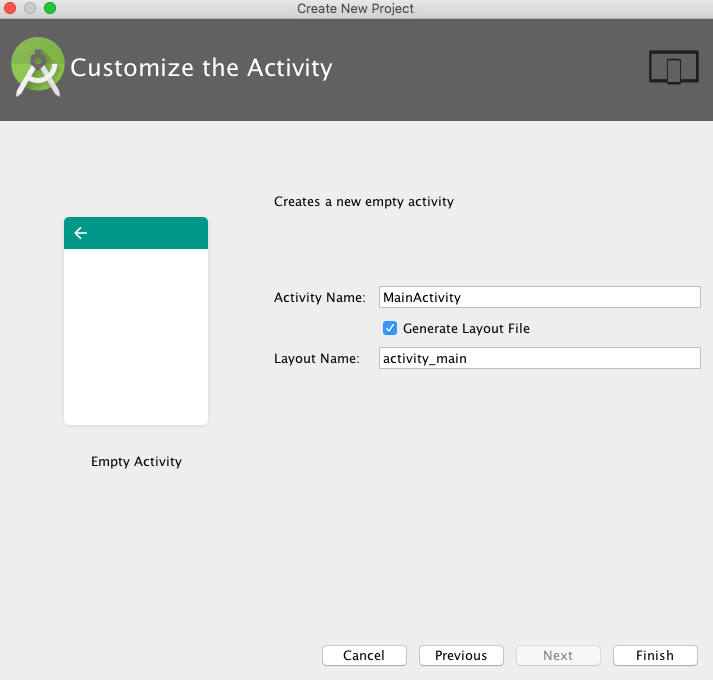 Create New Project
Customize the Activity
Creates a new empty activity
Activity Name: MainActivity
Generate Layout File
Layout Name: activity_main
Empty Activity
Cancel Previous Next Finish